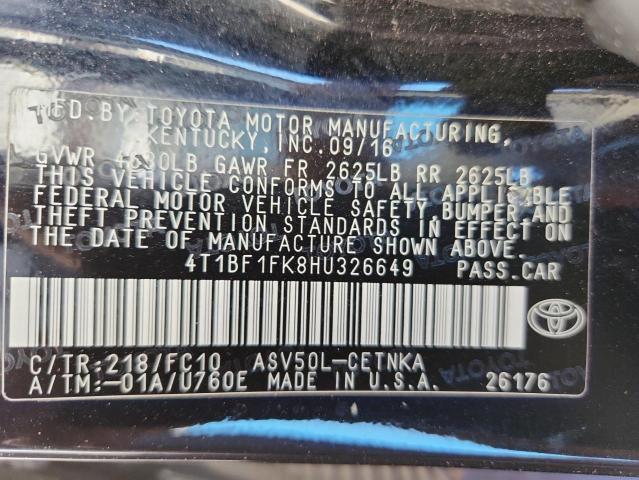 MFD. BY: TOYOTA MOTOR MANUFACTURING,
KENTUCKY, INC. 09/16
GVWR LB GAWR FR 2625LB RR 2625LB
THIS VEHICLE CONFORMS TO ALL APPLICABLE
FEDERAL MOTOR VEHICLE SAFETY, BUMPER AND
THEFT PREVENTION STANDARDS IN EFFECT ON
THE DATE OF MANUFACTURE SHOWN ABOVE.
4T1BF1FK8HU326649 PASS. CAR
C/TR: 218/FC10 ASV50L-CETNKA
A/TM: -01A/U760E MADE IN U.S.A. 26176
TOYOTA